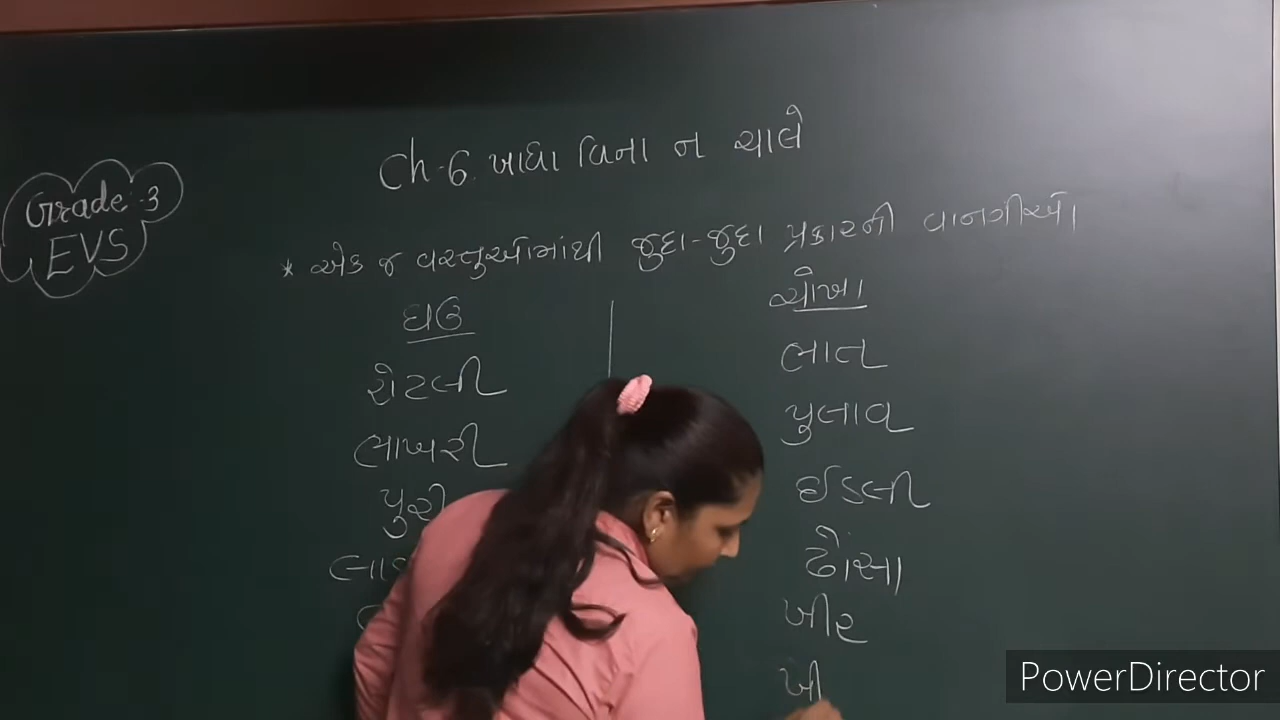 Grade-3
EVS
Ch-6. ખાધા વિના ન ચાલે
* એક જ વસ્તુઓમાંથી જુદા-જુદા પ્રકારની વાનગીઓ
ઘઉં
રોટલી
ભાખરી
પુરી
ચોખા
ભાત
પુલાવ
ઈડલી
ઢોંસા
ખીર
ખી
PowerDirector